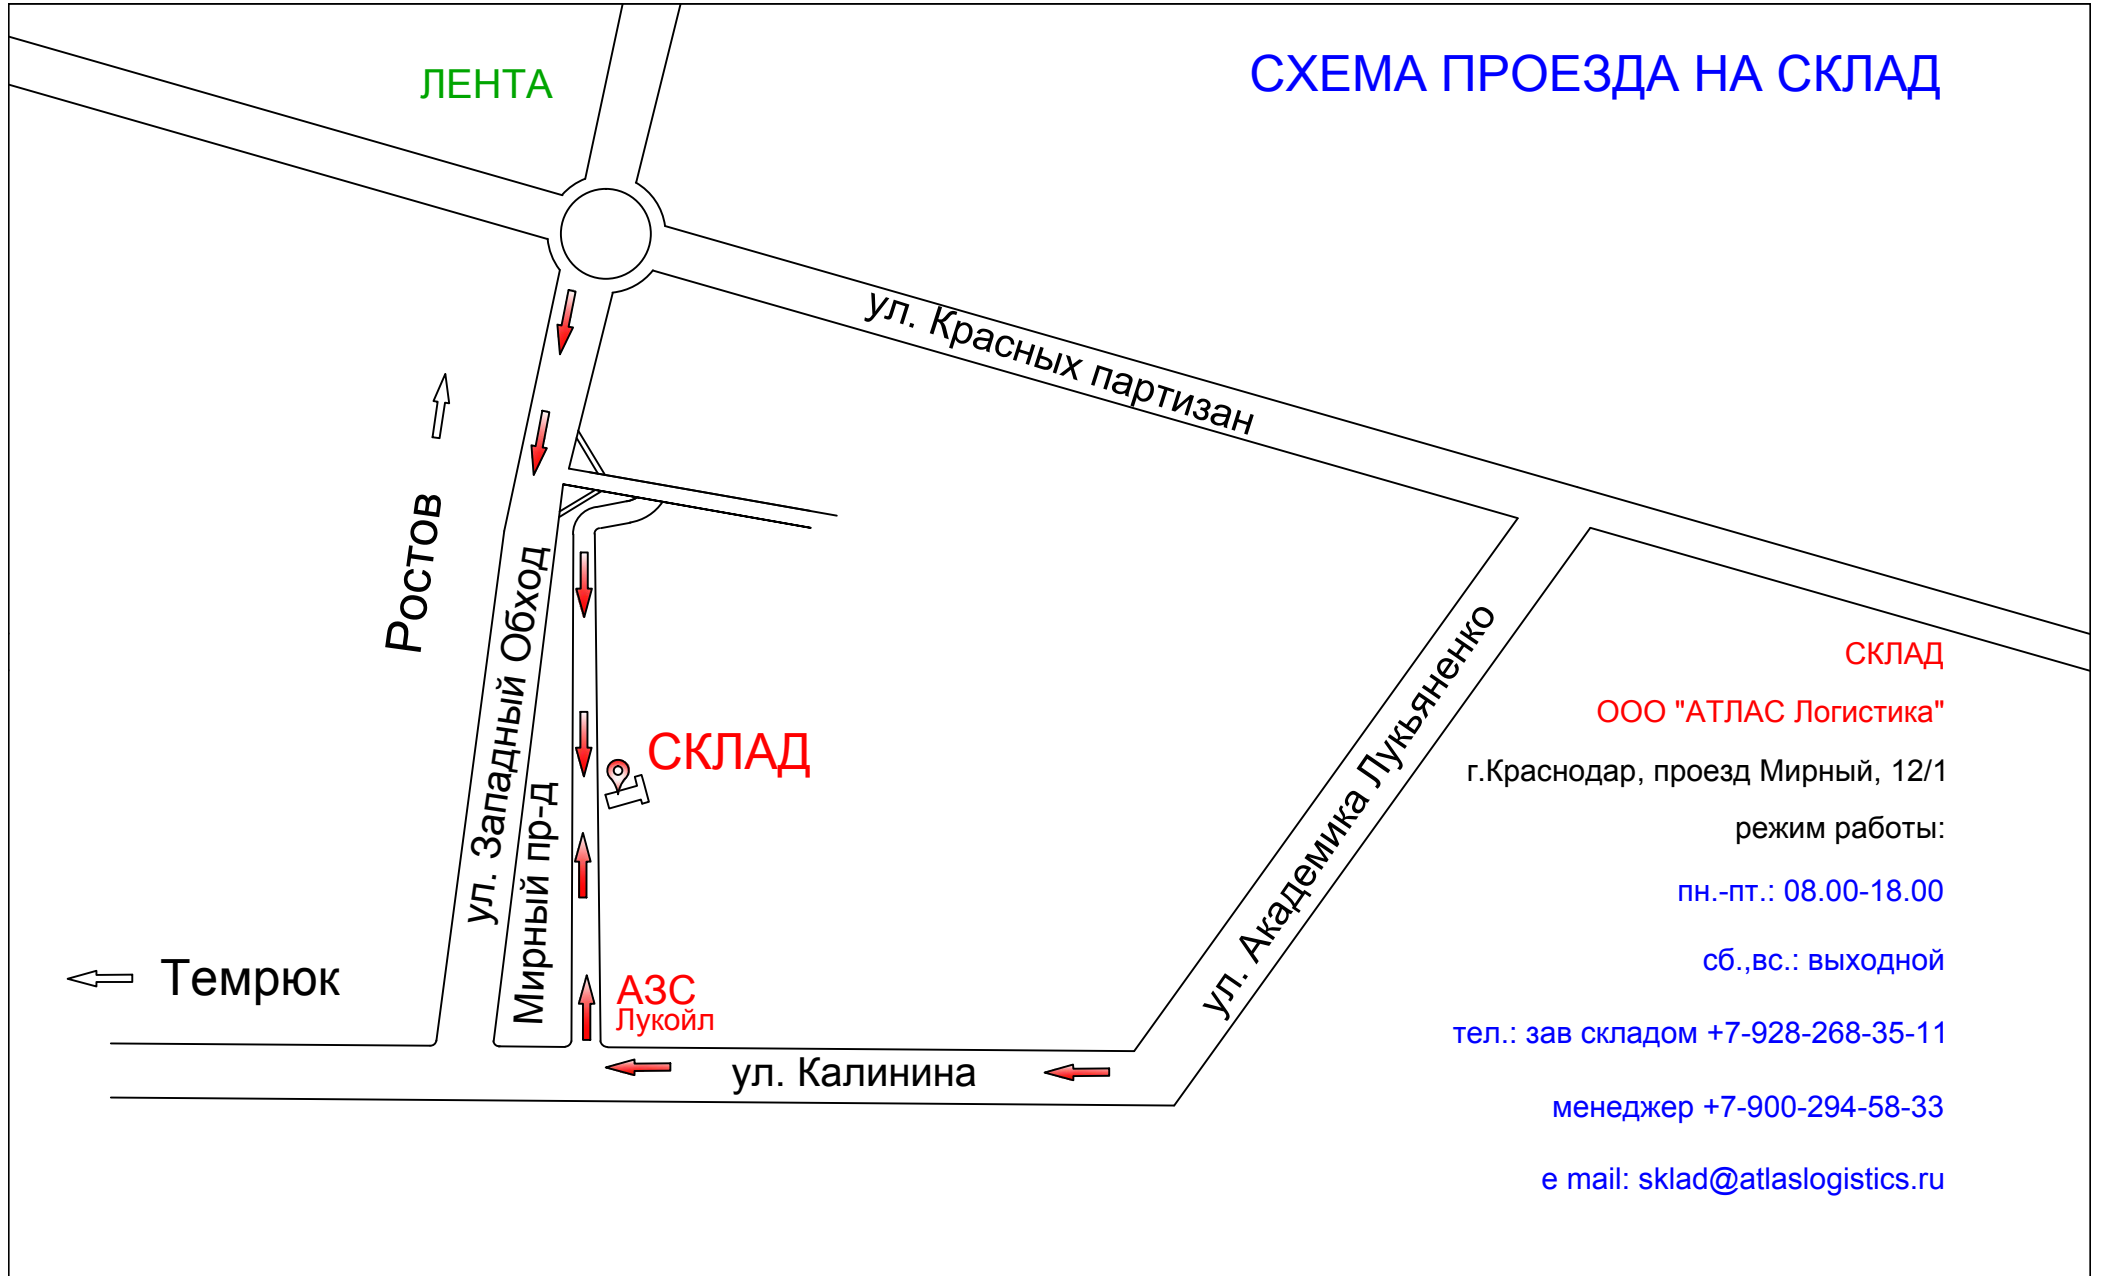 ЛЕНТА
СХЕМА ПРОЕЗДА НА СКЛАД
ул. Красных партизан
Ростов
ул. Западный Обход
Мирный пр-д
СКЛАД
ул. Академика Лукьяненко
Темрюк
АЗС
Лукойл
ул. Калинина
СКЛАД
ООО "АТЛАС Логистика"
г.Краснодар, проезд Мирный, 12/1
режим работы:
пн.-пт.: 08.00-18.00
сб.,вс.: выходной
тел.: зав складом +7-928-268-35-11
менеджер +7-900-294-58-33
e mail: sklad@atlaslogistics.ru